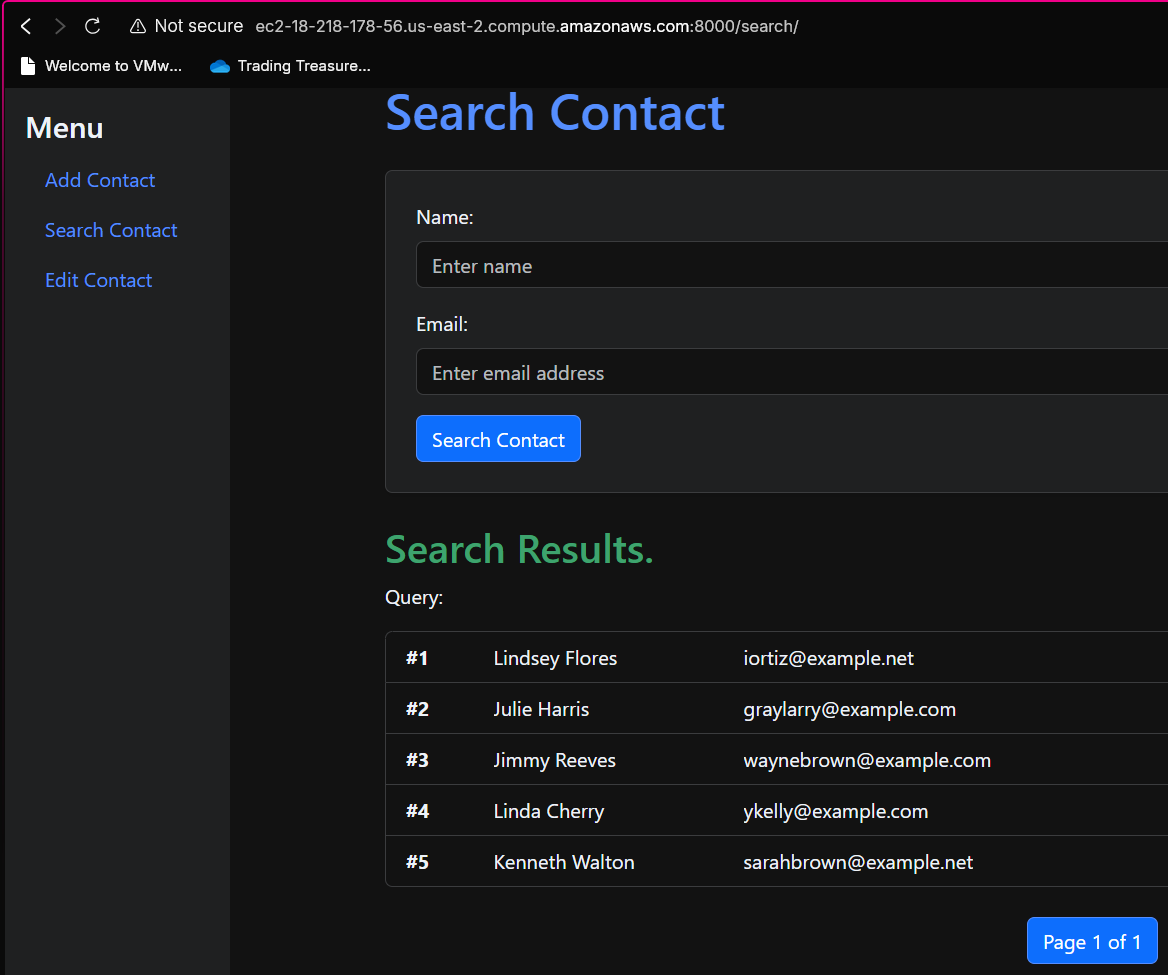 Not secure ec2-18-218-178-56.us-east-2.compute.amazonaws.com:8000/search/
Welcome to VMw... Trading Treasure...
Menu
Add Contact
Search Contact
Edit Contact
Search Contact
Name:
Enter name
Email:
Enter email address
Search Contact
Search Results.
Query:
#1 Lindsey Flores iortiz@example.net
#2 Julie Harris graylarry@example.com
#3 Jimmy Reeves waynebrown@example.com
#4 Linda Cherry ykelly@example.com
#5 Kenneth Walton sarahbrown@example.net
Page 1 of 1